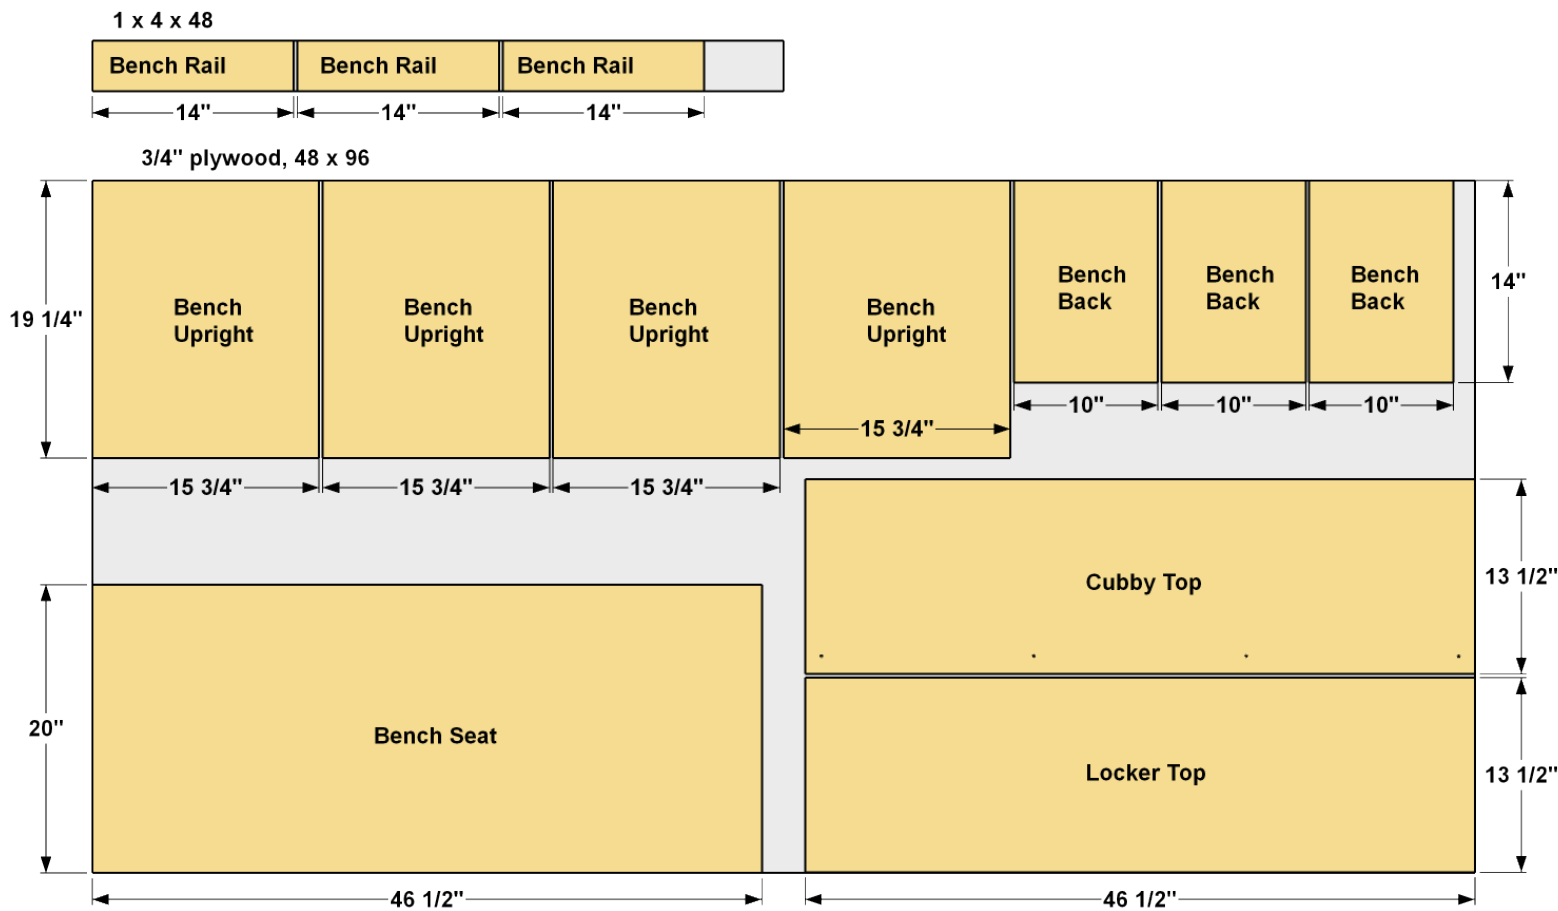 1 x 4 x 48
Bench Rail Bench Rail Bench Rail
14" 14" 14"
3/4" plywood, 48 x 96
Bench
Upright
Bench
Upright
Bench
Upright
Bench
Upright
Bench
Back
Bench
Back
Bench
Back
19 1/4"
14"
10" 10" 10"
15 3/4"
15 3/4" 15 3/4" 15 3/4"
Cubby Top
13 1/2"
20"
Bench Seat
Locker Top
13 1/2"
46 1/2" 46 1/2"